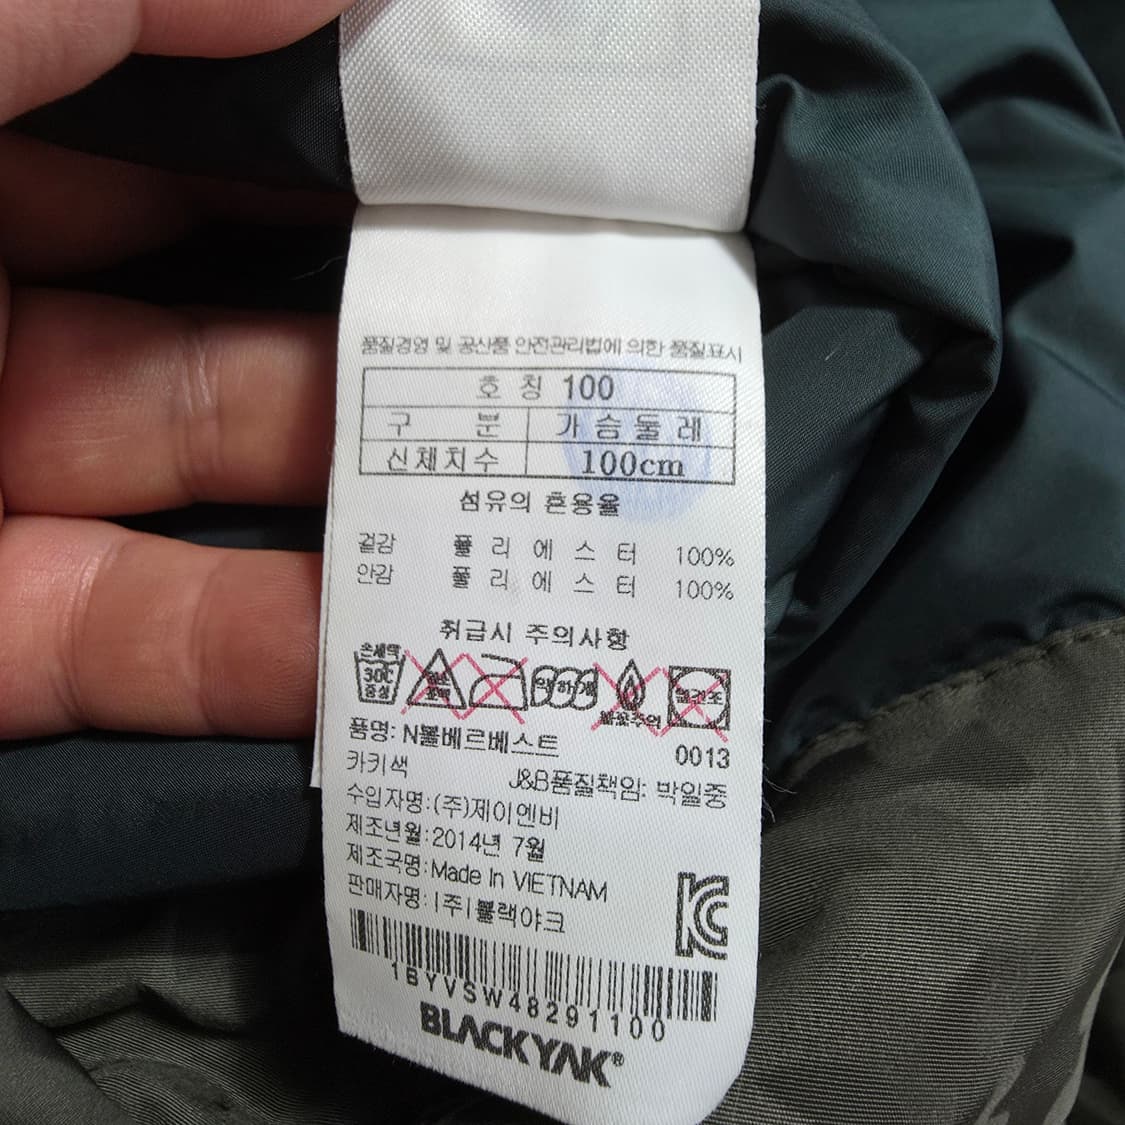 품질경영 및 공산품 안전관리법에 의한 품질표시
호 칭 100
구 분 가슴둘레
신체치수 100cm
섬유의 혼용율
겉감 폴리에스터 100%
안감 폴리에스터 100%
취급시 주의사항
손세탁 30℃ 중성 약하게 불꽃주의
품명: N볼베르베스트 0013
카키색 J&B품질책임: 박일중
수입자명:(주)제이엔비
제조년월:2014년 7월
제조국명:Made In VIETNAM
판매자명:(주)블랙야크
1BYVSW48291100
BLACKYAK®